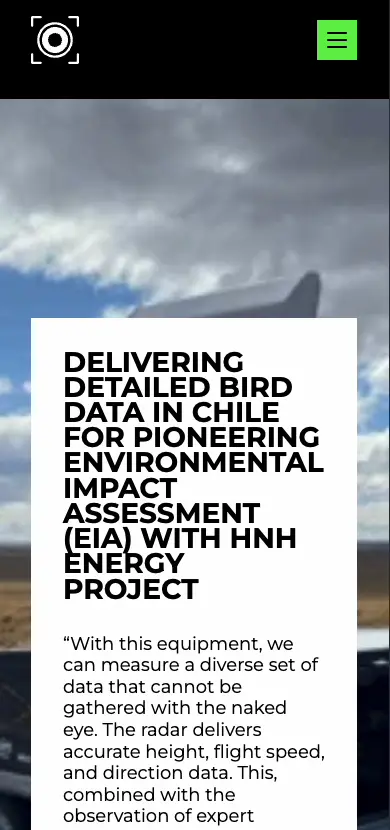 DELIVERING
DETAILED BIRD
DATA IN CHILE
FOR PIONEERING
ENVIRONMENTAL
IMPACT
ASSESSMENT
(EIA) WITH HNH
ENERGY
PROJECT
“With this equipment, we
can measure a diverse set of
data that cannot be
gathered with the naked
eye. The radar delivers
accurate height, flight speed,
and direction data. This,
combined with the
observation of expert